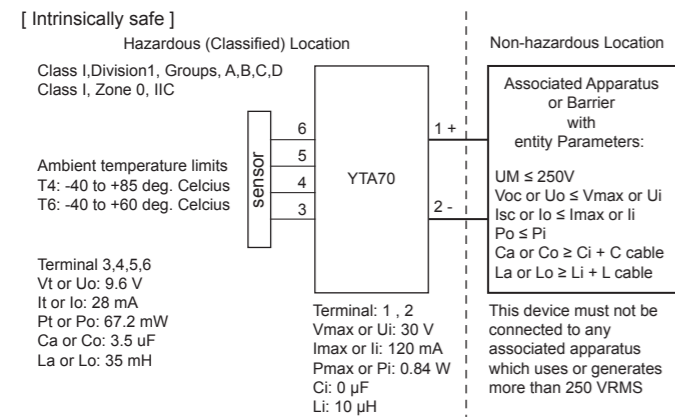 [ Intrinsically safe ]
Hazardous (Classified) Location
Non-hazardous Location
Class I,Division1, Groups, A,B,C,D
Class I, Zone 0, IIC
Ambient temperature limits
T4: -40 to +85 deg. Celcius
T6: -40 to +60 deg. Celcius
Terminal 3,4,5,6
Vt or Uo: 9.6 V
It or Io: 28 mA
Pt or Po: 67.2 mW
Ca or Co: 3.5 uF
La or Lo: 35 mH
sensor
6
5
4
3
YTA70
1 +
2 -
Terminal: 1 , 2
Vmax or Ui: 30 V
Imax or Ii: 120 mA
Pmax or Pi: 0.84 W
Ci: 0 μF
Li: 10 μH
Associated Apparatus
or Barrier
with
entity Parameters:
UM ≤ 250V
Voc or Uo ≤ Vmax or Ui
Isc or Io ≤ Imax or Ii
Po ≤ Pi
Ca or Co ≥ Ci + C cable
La or Lo ≥ Li + L cable
This device must not be
connected to any
associated apparatus
which uses or generates
more than 250 VRMS